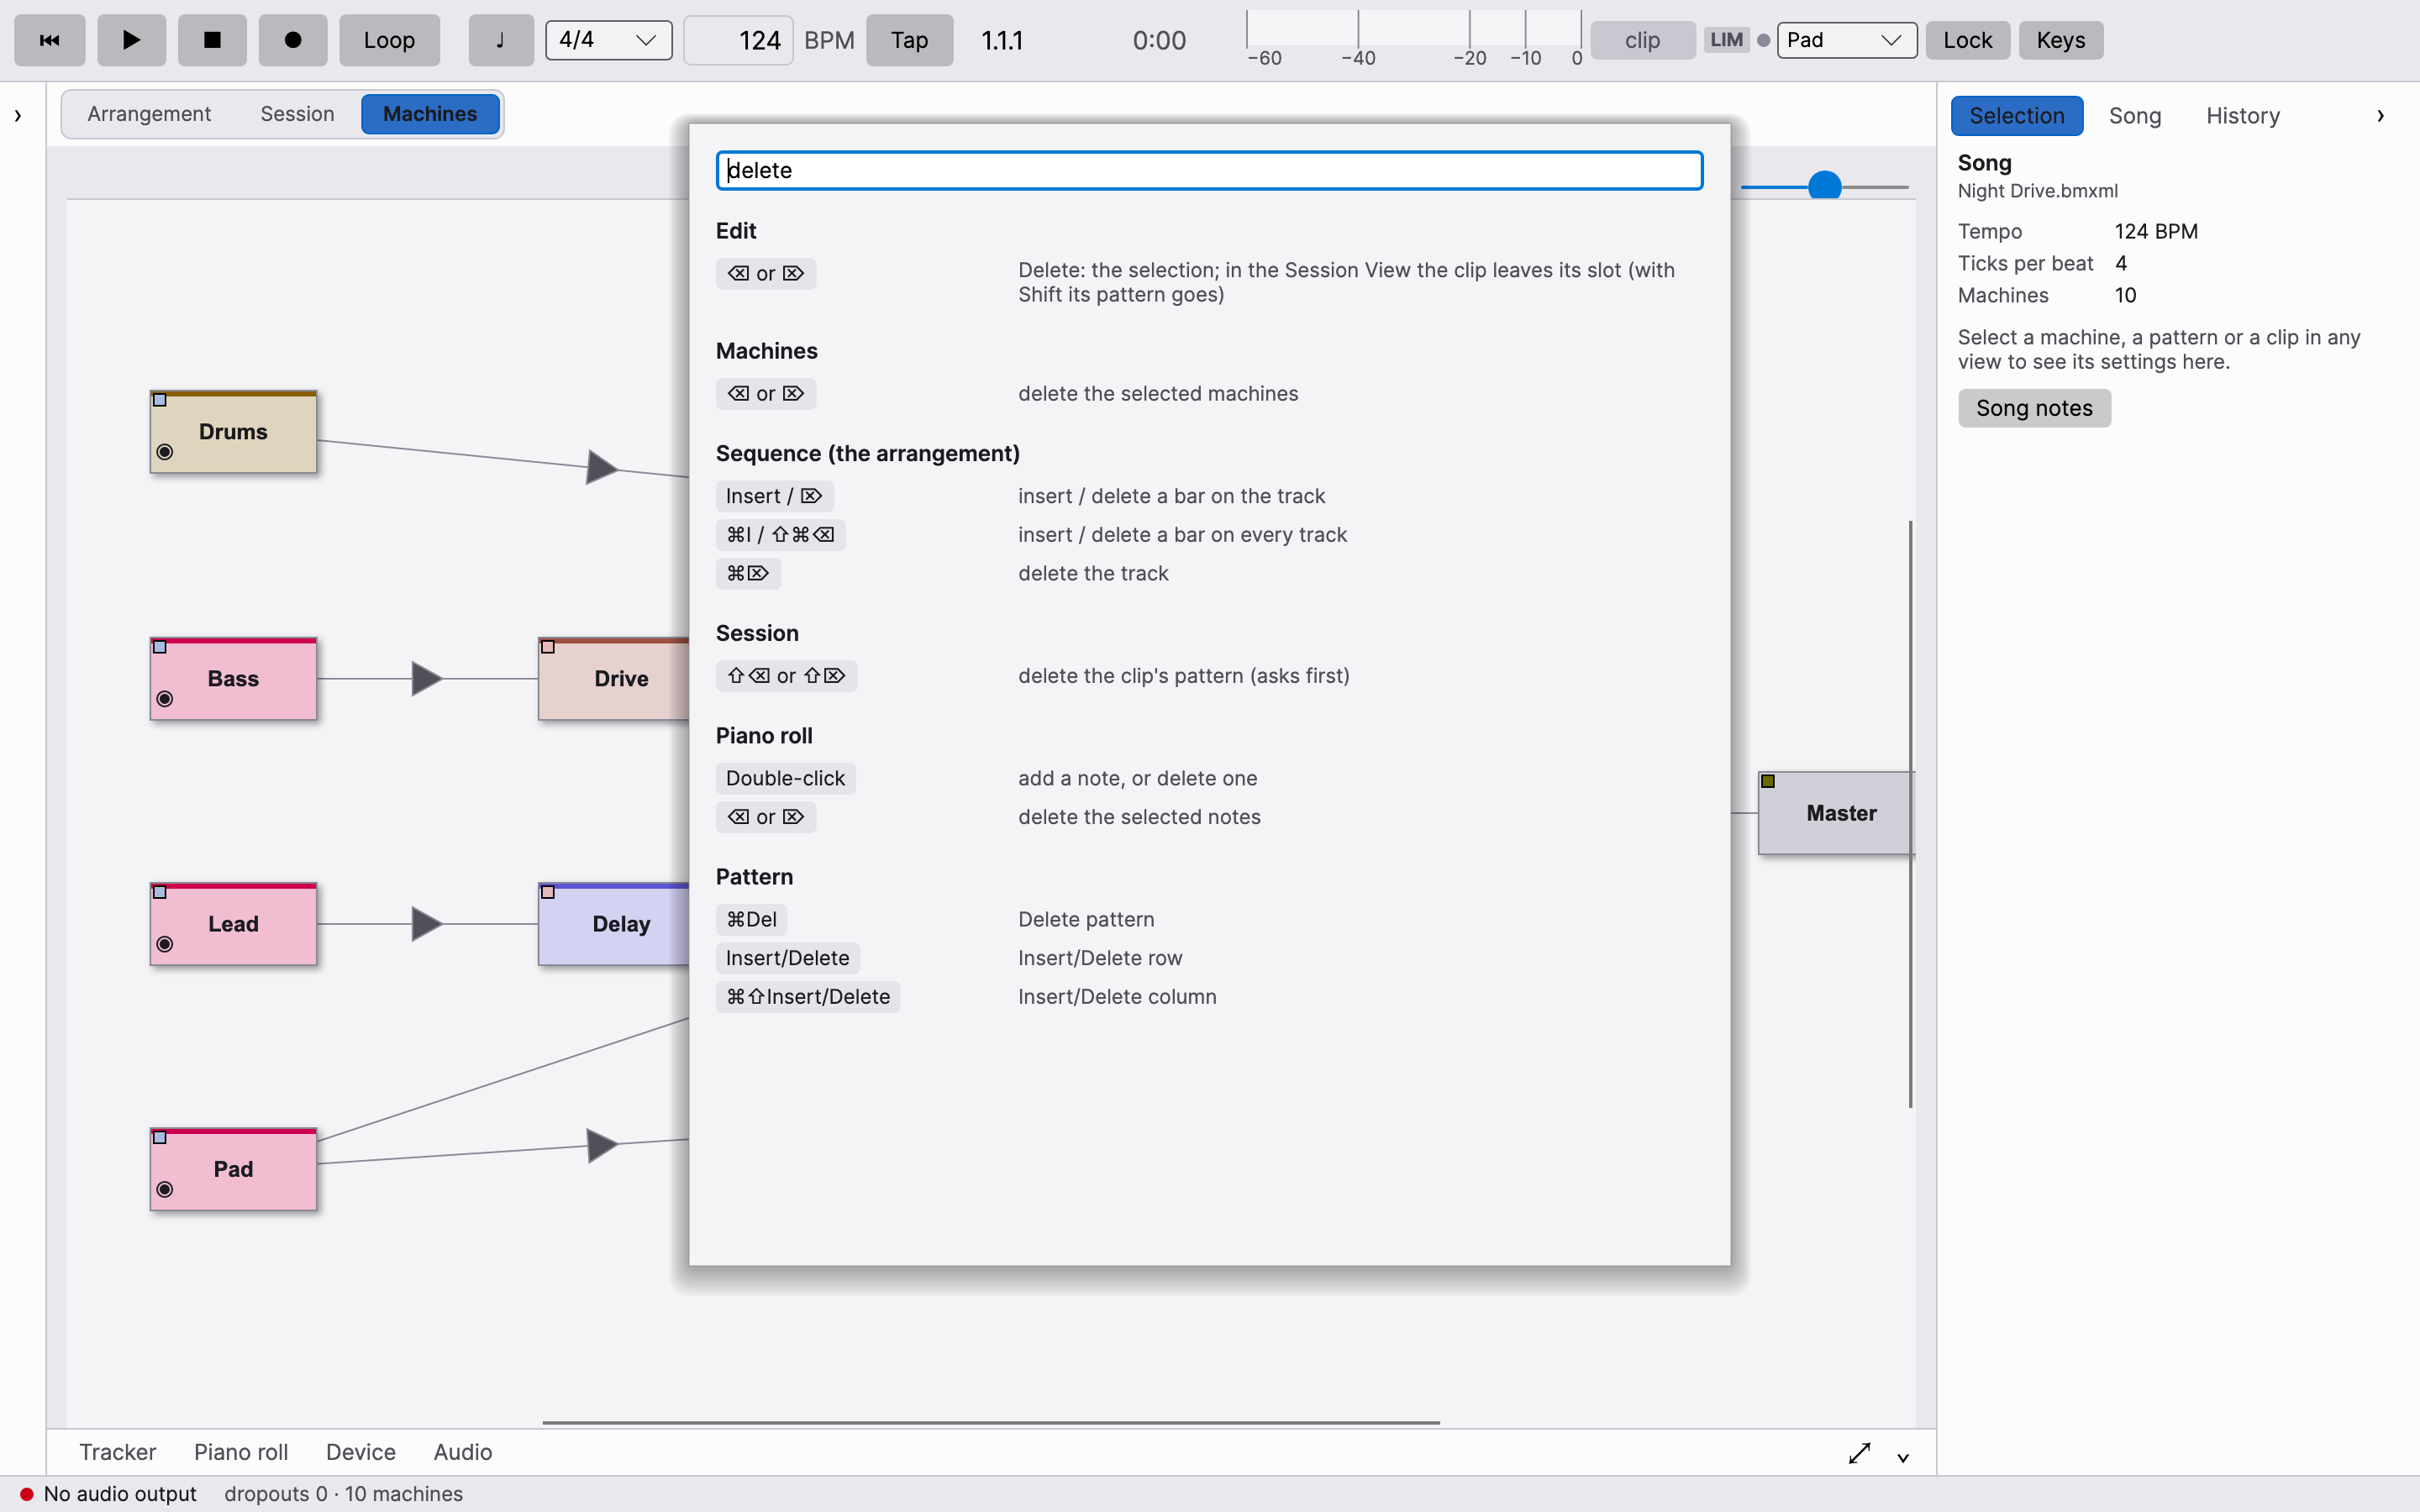 Loop
4/4
124 BPM
Tap
1.1.1
0:00
−60 −40 −20 −10 0
clip
LIM
Pad
Lock
Keys
Arrangement Session Machines
delete
Edit
⌫ or ⌦ Delete: the selection; in the Session View the clip leaves its slot (with
Shift its pattern goes)
Machines
⌫ or ⌦ delete the selected machines
Sequence (the arrangement)
Insert / ⌦ insert / delete a bar on the track
⌘I / ⇧⌘⌫ insert / delete a bar on every track
⌘⌦ delete the track
Session
⇧⌫ or ⇧⌦ delete the clip's pattern (asks first)
Piano roll
Double-click add a note, or delete one
⌫ or ⌦ delete the selected notes
Pattern
⌘Del Delete pattern
Insert/Delete Insert/Delete row
⌘⇧Insert/Delete Insert/Delete column
Drums
Bass
Drive
Lead
Delay
Pad
Master
Selection Song History
Song
Night Drive.bmxml
Tempo 124 BPM
Ticks per beat 4
Machines 10
Select a machine, a pattern or a clip in any
view to see its settings here.
Song notes
Tracker Piano roll Device Audio
No audio output dropouts 0 · 10 machines